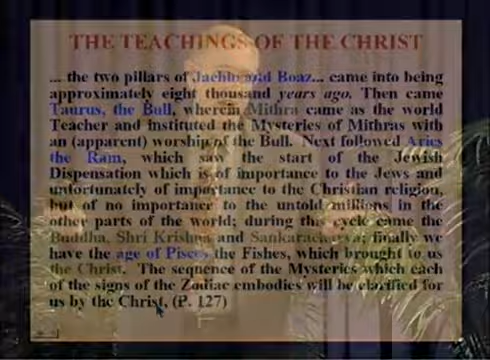 THE TEACHINGS OF THE CHRIST
... the two pillars of Jachin and Boaz... came into being
approximately eight thousand years ago. Then came
Taurus, the Bull, wherein Mithra came as the world
Teacher and instituted the Mysteries of Mithras with
an (apparent) worship of the Bull. Next followed Aries
the Ram, which saw the start of the Jewish
Dispensation which is of importance to the Jews and
unfortunately of importance to the Christian religion,
but of no importance to the untold millions in the
other parts of the world; during this cycle came the
Buddha, Shri Krishna and Sankaracharya; finally we
have the age of Pisces the Fishes, which brought to us
the Christ. The sequence of the Mysteries which each
of the signs of the Zodiac embodies will be clarified for
us by the Christ, (P. 127)